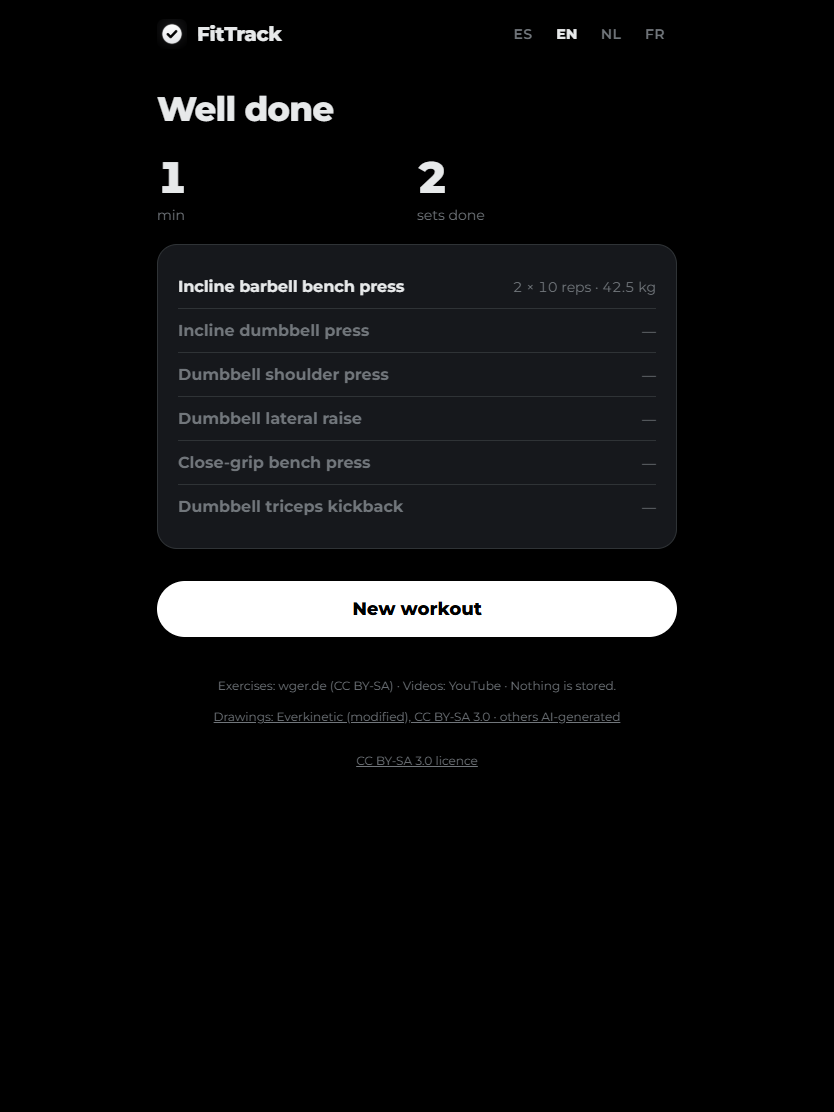 FitTrack
ES EN NL FR
Well done
1 2
min sets done
Incline barbell bench press 2 × 10 reps · 42.5 kg
Incline dumbbell press —
Dumbbell shoulder press —
Dumbbell lateral raise —
Close-grip bench press —
Dumbbell triceps kickback —
New workout
Exercises: wger.de (CC BY-SA) · Videos: YouTube · Nothing is stored.
Drawings: Everkinetic (modified), CC BY-SA 3.0 · others AI-generated
CC BY-SA 3.0 licence